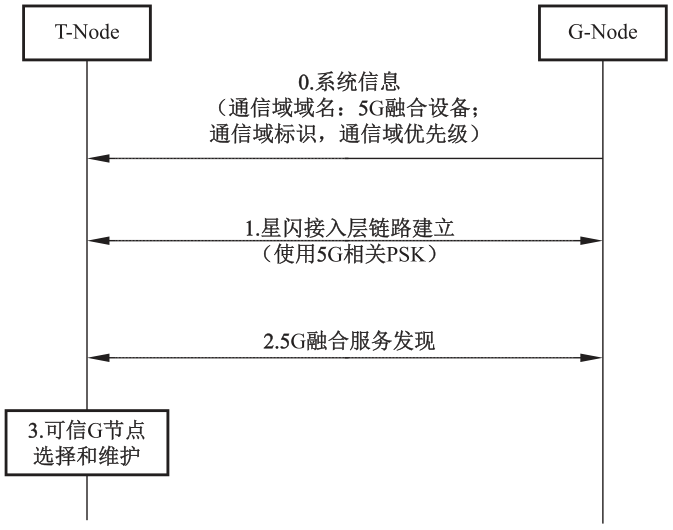 T-Node
G-Node
0.系统信息
（通信域域名：5G融合设备；
通信域标识，通信域优先级）
1.星闪接入层链路建立
（使用5G相关PSK）
2.5G融合服务发现
3.可信G节点
选择和维护